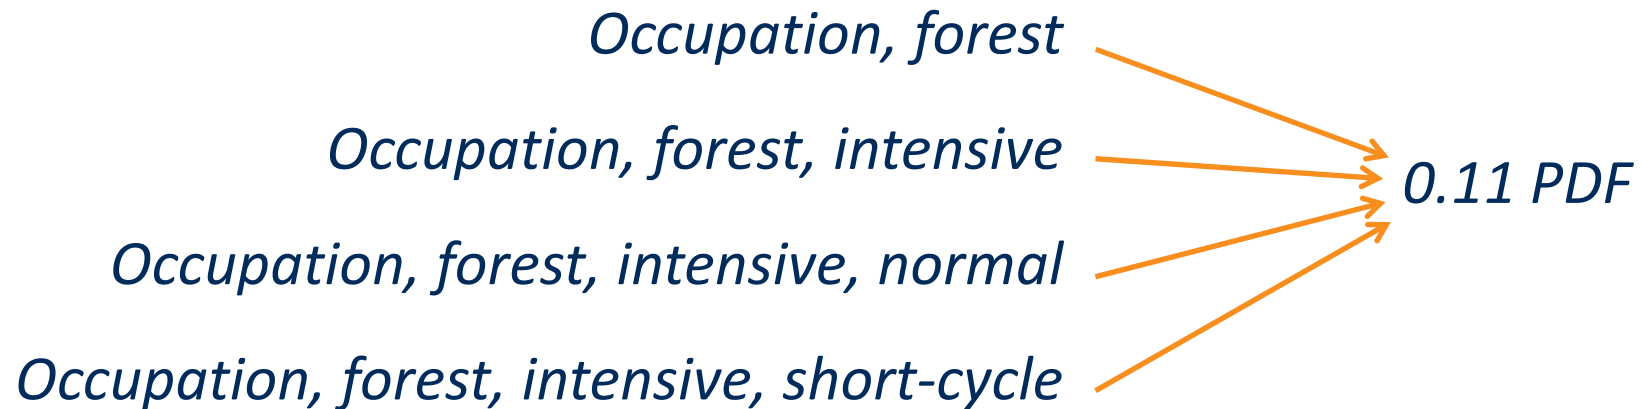 Occupation, forest
Occupation, forest, intensive
0.11 PDF
Occupation, forest, intensive, normal
Occupation, forest, intensive, short-cycle